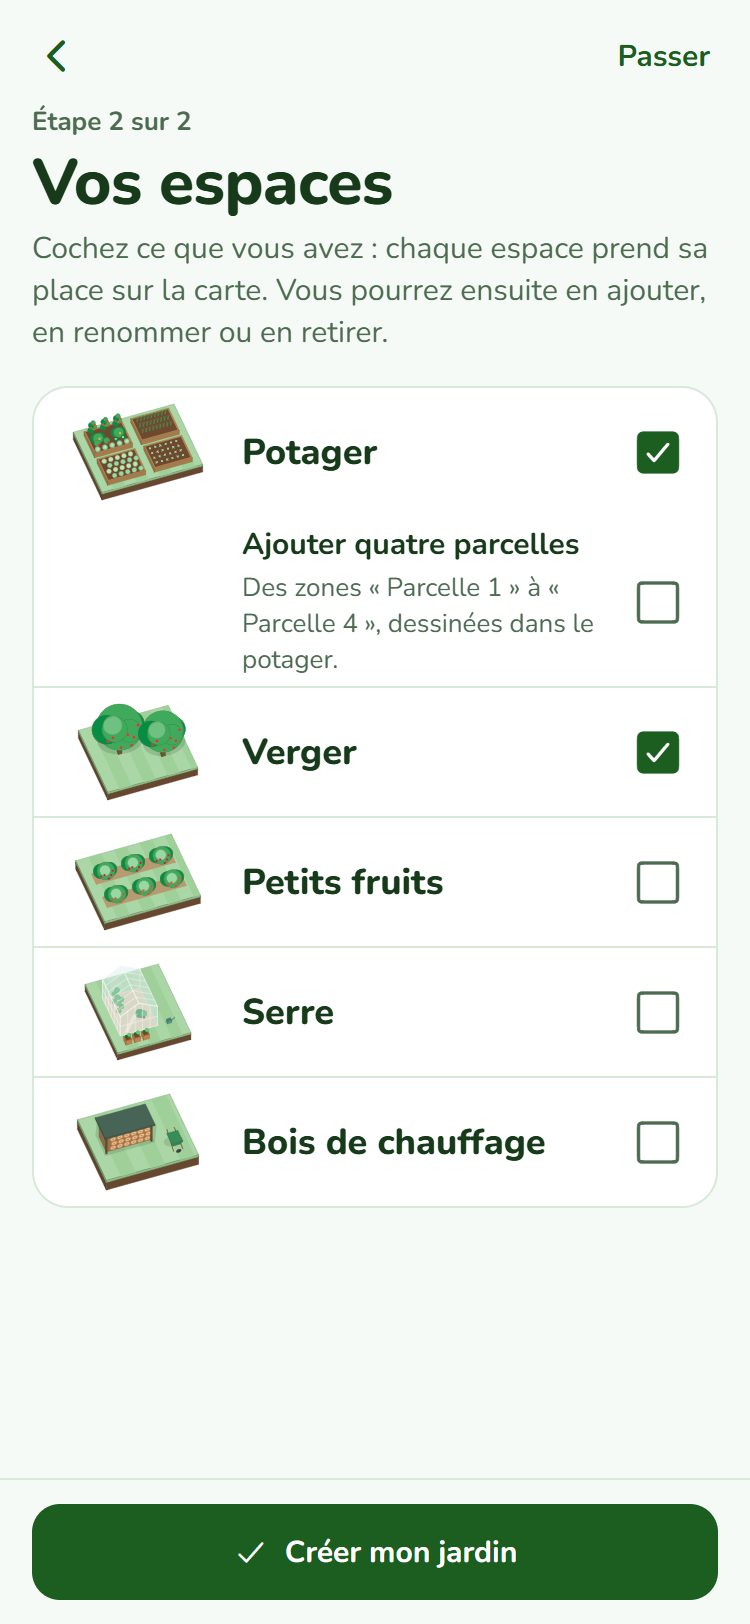 Passer
Étape 2 sur 2
Vos espaces
Cochez ce que vous avez : chaque espace prend sa
place sur la carte. Vous pourrez ensuite en ajouter,
en renommer ou en retirer.
Potager
Ajouter quatre parcelles
Des zones « Parcelle 1 » à «
Parcelle 4 », dessinées dans le
potager.
Verger
Petits fruits
Serre
Bois de chauffage
Créer mon jardin